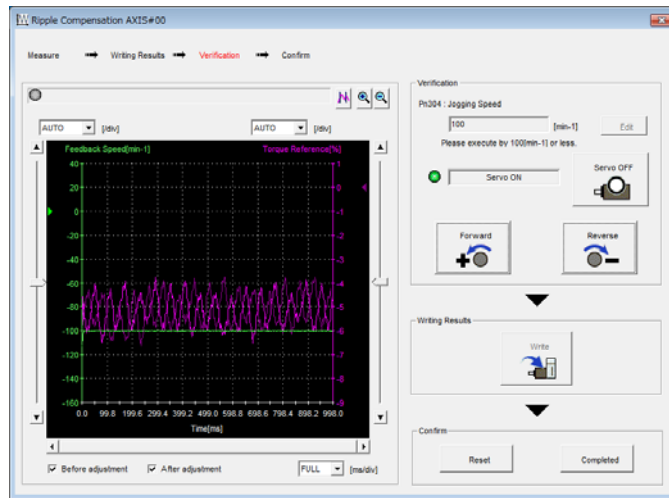 Ripple Compensation AXIS#00
Measure Writing Results Verification Confirm
AUTO [/div] AUTO [/div]
Feedback Speed[min-1] Torque Reference[%]
40 1
20 0
0 -1
-20 -2
-40 -3
-60 -4
-80 -5
-100 -6
-120 -7
-140 -8
-160 -9
0.0 99.8 199.6 299.4 399.2 499.0 598.8 698.6 798.4 898.2 998.0
Time[ms]
Before adjustment After adjustment FULL [ms/div]
Verification
Pn304 : Jogging Speed
100 [min-1] Edit
Please execute by 100[min-1] or less.
Servo ON
Servo OFF
Forward
Reverse
Writing Results
Write
Confirm
Reset
Completed